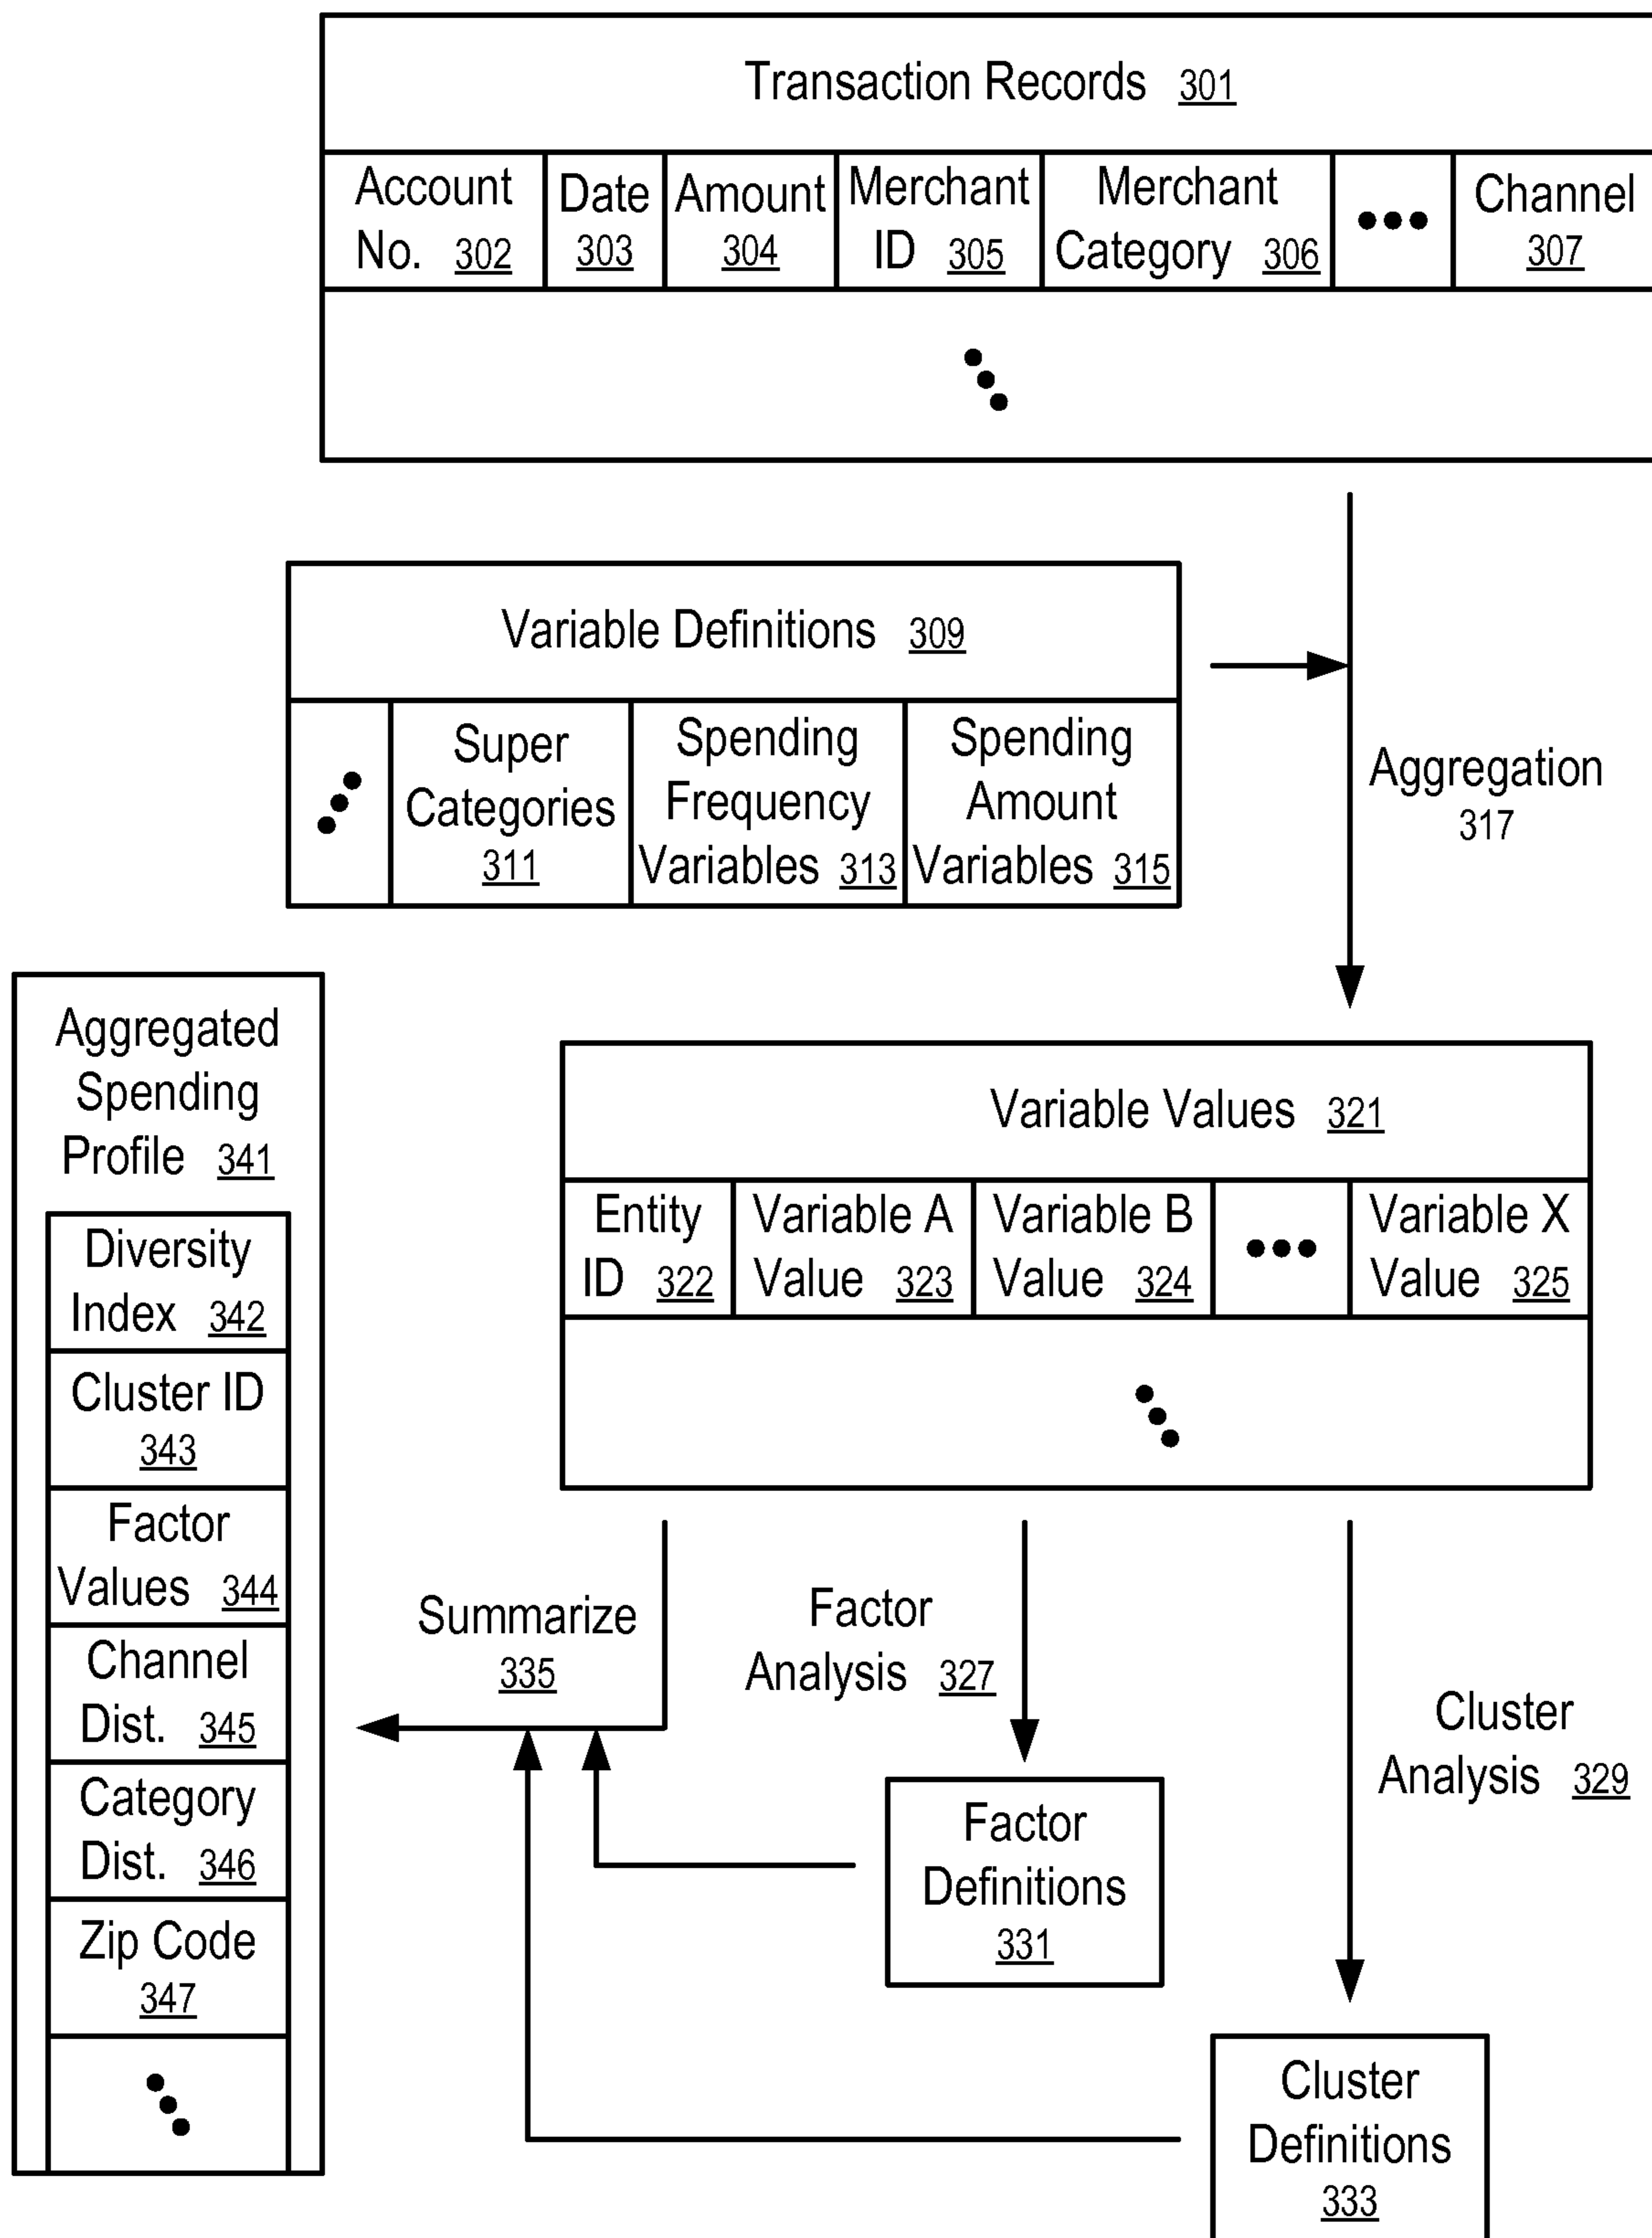 Transaction Records 301
Account
No. 302
Date
303
Amount
304
Merchant
ID 305
Merchant
Category 306
Channel
307
Variable Definitions 309
Super
Categories
311
Spending
Frequency
Variables 313
Spending
Amount
Variables 315
Aggregation
317
Aggregated
Spending
Profile 341
Diversity
Index 342
Cluster ID
343
Factor
Values 344
Channel
Dist. 345
Category
Dist. 346
Zip Code
347
Variable Values 321
Entity
ID 322
Variable A
Value 323
Variable B
Value 324
Variable X
Value 325
Summarize
335
Factor
Analysis 327
Cluster
Analysis 329
Factor
Definitions
331
Cluster
Definitions
333